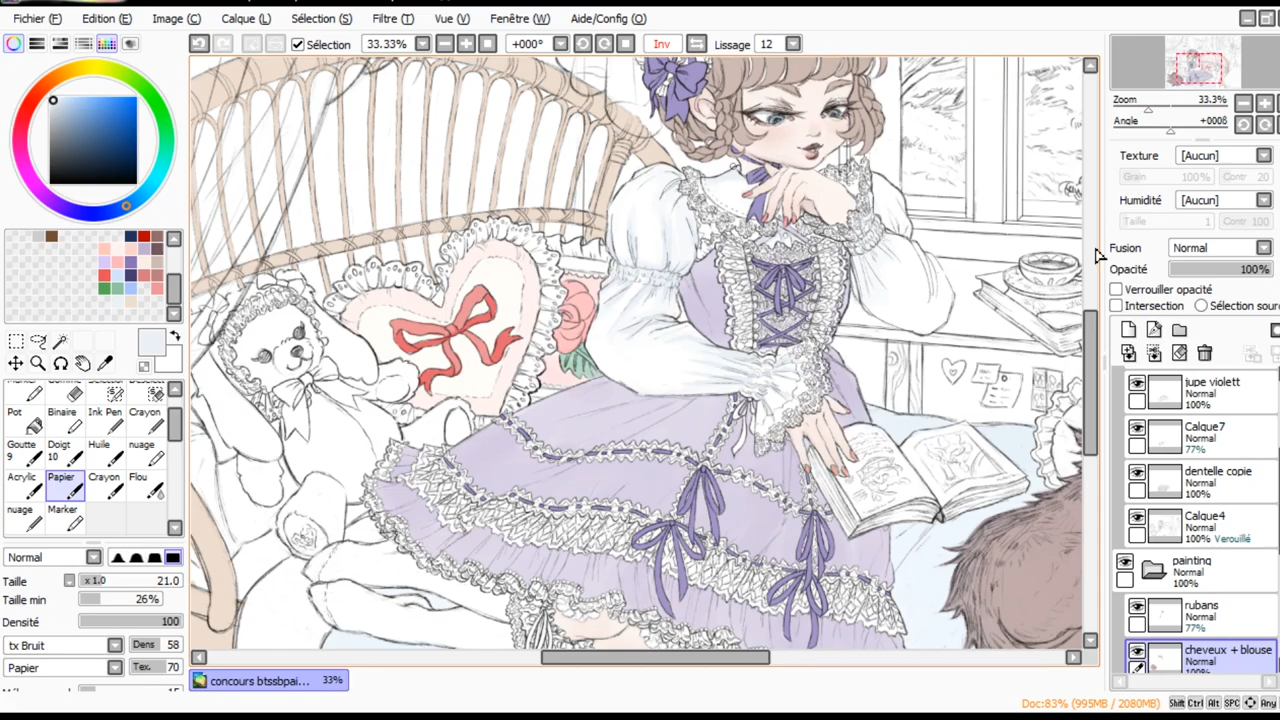 Fichier (F) Edition (E) Image (C) Calque (L) Sélection (S) Filtre (T) Vue (V) Fenêtre (W) Aide/Config (O)
Sélection 33.33% +000° Inv Lissage 12
Zoom 33.3%
Angle
Texture [Aucun]
Grain 100% Contr 20
Humidité [Aucun]
Taille 1 Contr 100
Fusion Normal
Opacité 100%
Verrouiller opacité
Intersection Sélection sour
jupe violett
Normal
100%
Calque7
Normal
77%
dentelle copie
Normal
100%
Calque4
Normal
100% Verouillé
painting
Normal
100%
rubans
Normal
77%
cheveux + blouse
Normal
Pot Binaire Ink Pen Crayon
Goutte Doigt Huile nuage
9 10
Acrylic Papier Crayon Flou
nuage Marker
Normal
Taille x 1.0 21.0
Taille min 26%
Densité 100
tx Bruit Dens 58
Papier Tex. 70
concours btssbpai... 33%
Doc:83% (995MB / 2080MB) Shift Ctrl Alt SPC Any